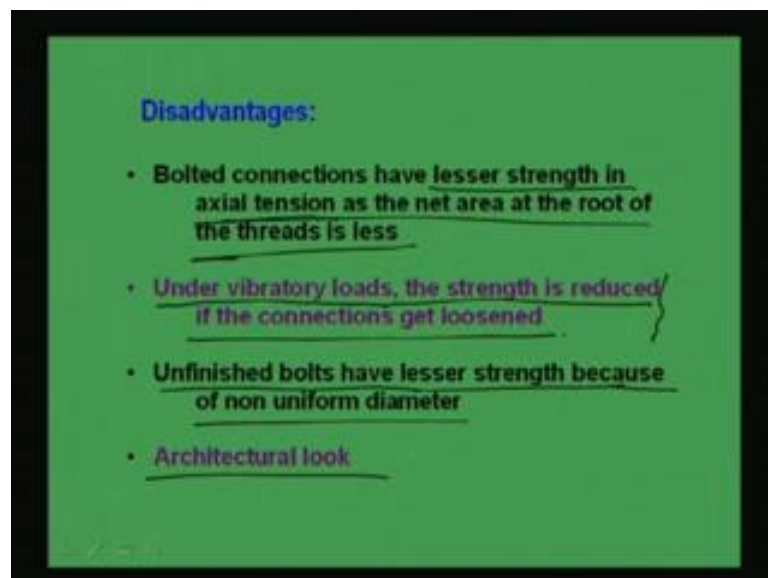 Disadvantages:
• Bolted connections have lesser strength in
axial tension as the net area at the root of
the threads is less
• Under vibratory loads, the strength is reduced
if the connections get loosened
• Unfinished bolts have lesser strength because
of non uniform diameter
• Architectural look